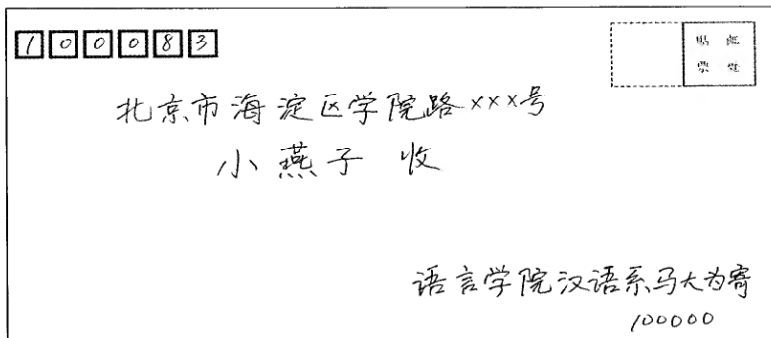 100083
贴邮
票处
北京市海淀区学院路×××号
小燕子 收
语言学院汉语系马大为寄
100000